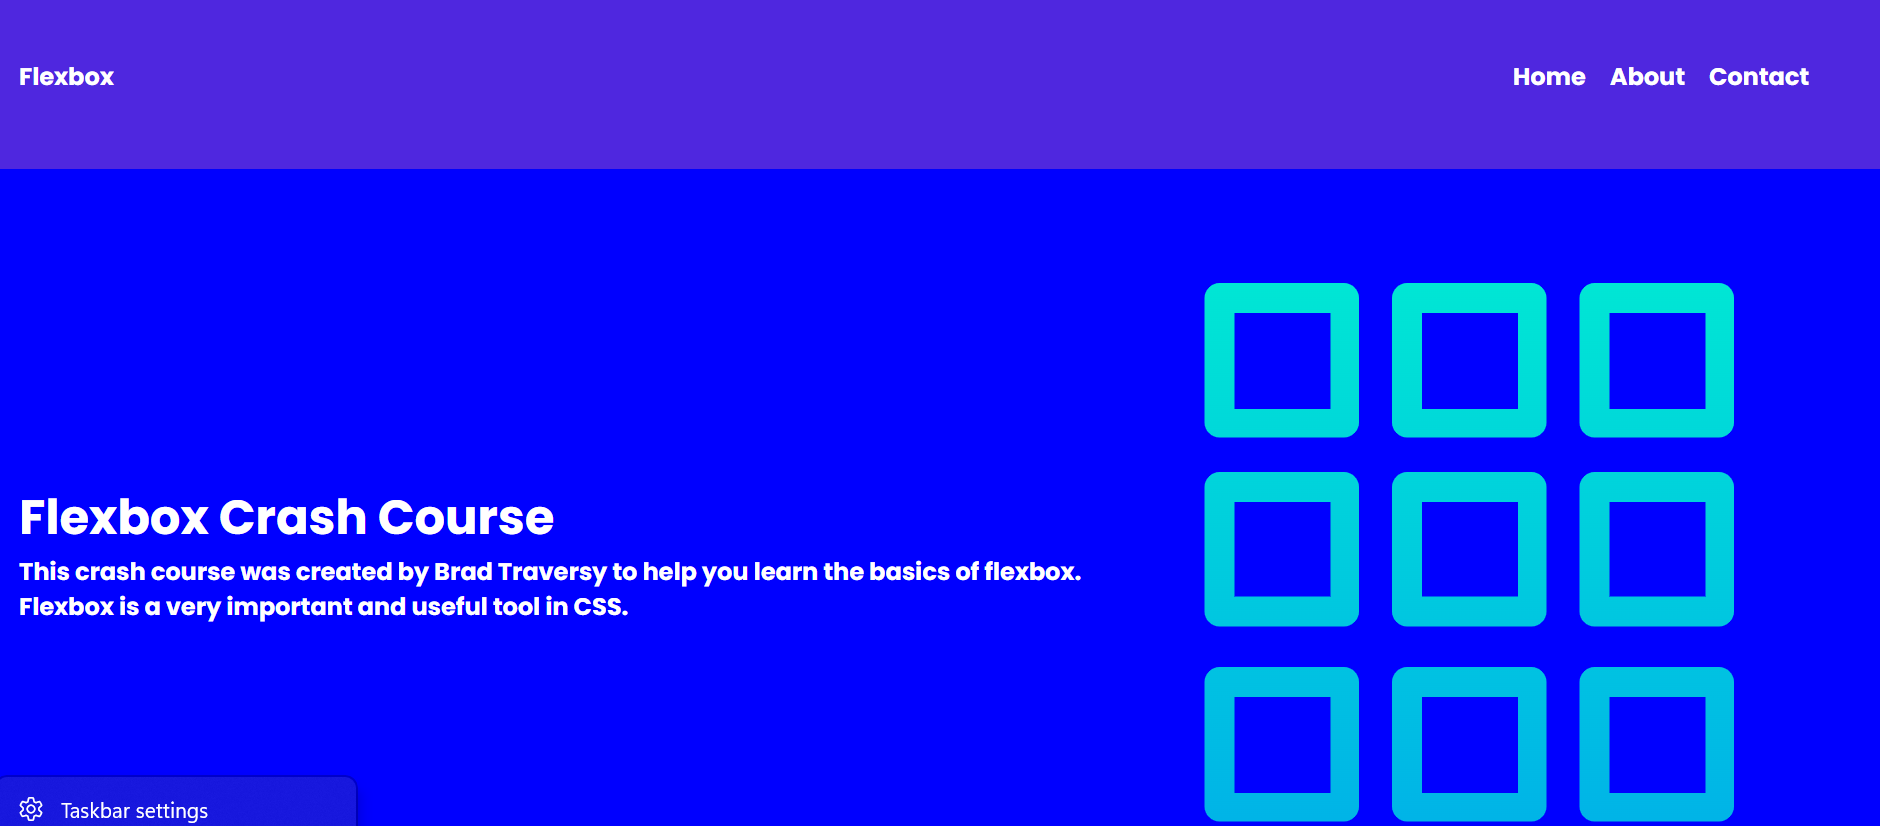 Flexbox
Home About Contact
Flexbox Crash Course
This crash course was created by Brad Traversy to help you learn the basics of flexbox.
Flexbox is a very important and useful tool in CSS.
Taskbar settings